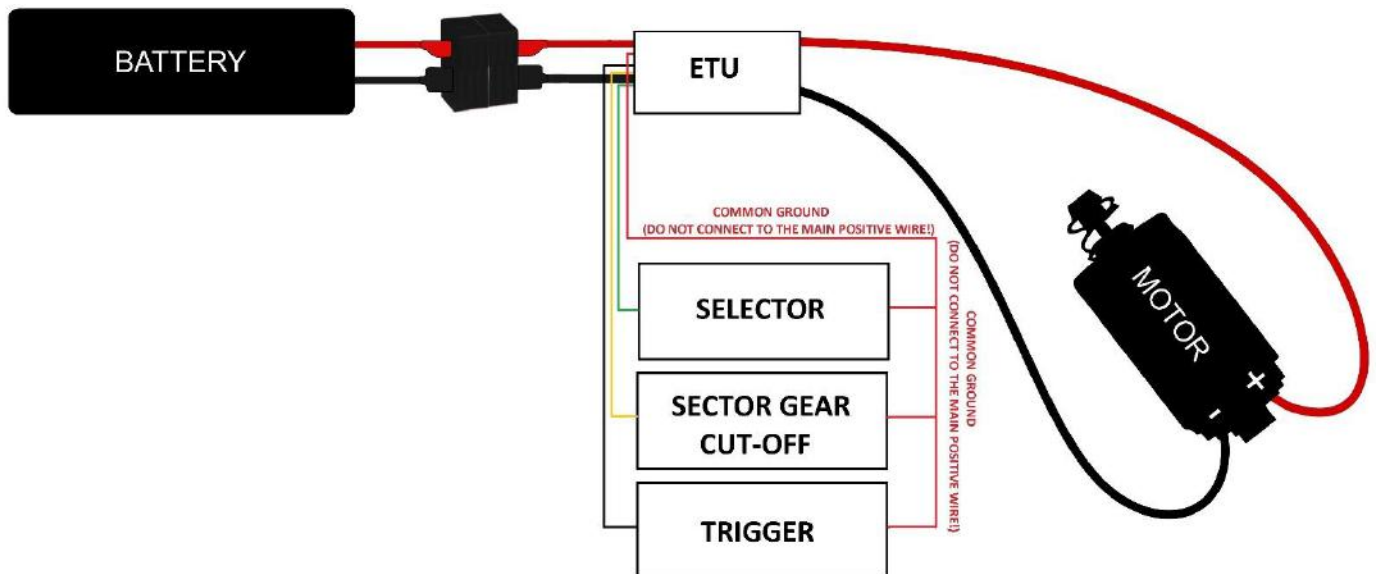 BATTERY
ETU
COMMON GROUND
(DO NOT CONNECT TO THE MAIN POSITIVE WIRE!)
COMMON GROUND
(DO NOT CONNECT TO THE MAIN POSITIVE WIRE!)
SELECTOR
SECTOR GEAR
CUT-OFF
TRIGGER
MOTOR
+
-